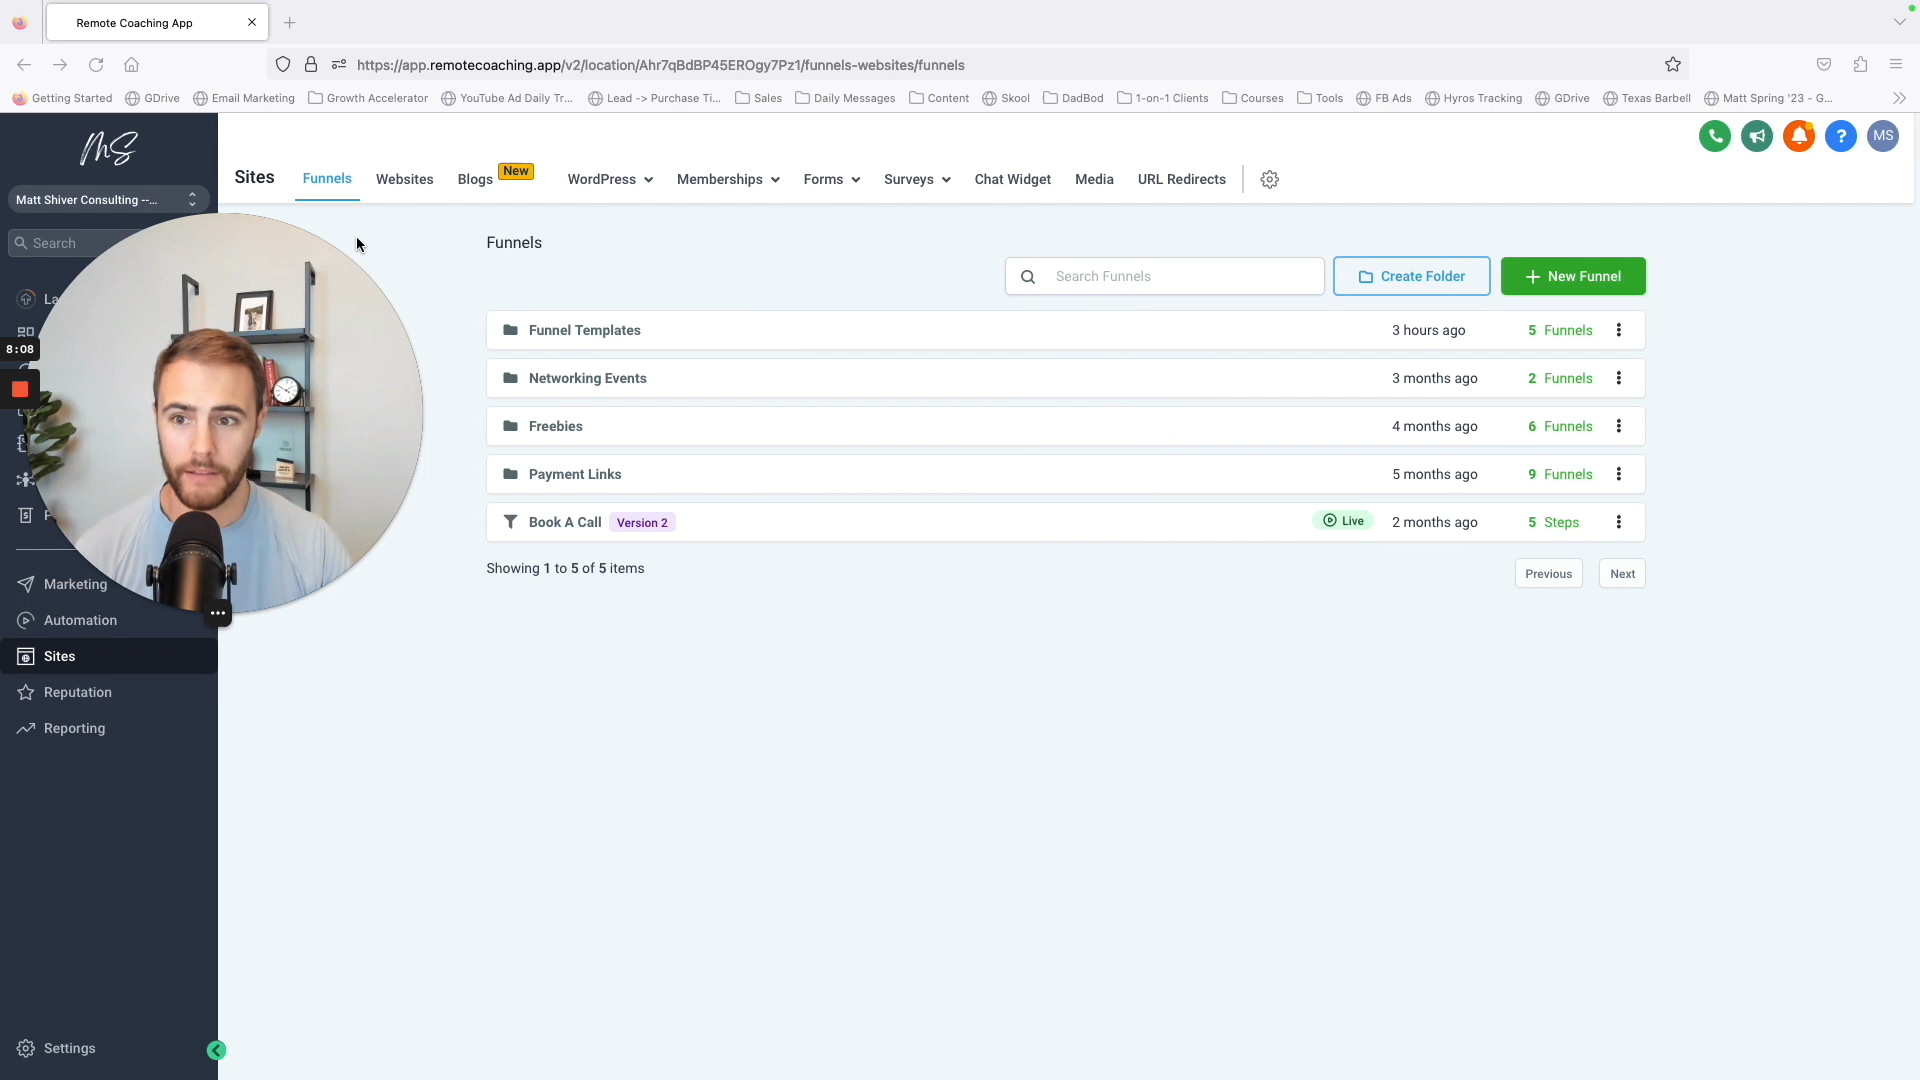 Remote Coaching App
https://app.remotecoaching.app/v2/location/Ahr7qBdBP45EROgy7Pz1/funnels-websites/funnels
Getting Started GDrive Email Marketing Growth Accelerator YouTube Ad Daily Tr... Lead -> Purchase Ti... Sales Daily Messages Content Skool DadBod 1-on-1 Clients Courses Tools FB Ads Hyros Tracking GDrive Texas Barbell Matt Spring '23 - G...
MS
MS
Sites Funnels Websites Blogs New WordPress Memberships Forms Surveys Chat Widget Media URL Redirects
Matt Shiver Consulting --...
Search
Funnels
Search Funnels Create Folder New Funnel
La
8:08
Funnel Templates 3 hours ago 5 Funnels
Networking Events 3 months ago 2 Funnels
Freebies 4 months ago 6 Funnels
Payment Links 5 months ago 9 Funnels
P
Book A Call Version 2 Live 2 months ago 5 Steps
Showing 1 to 5 of 5 items Previous Next
Marketing
Automation
Sites
Reputation
Reporting
Settings